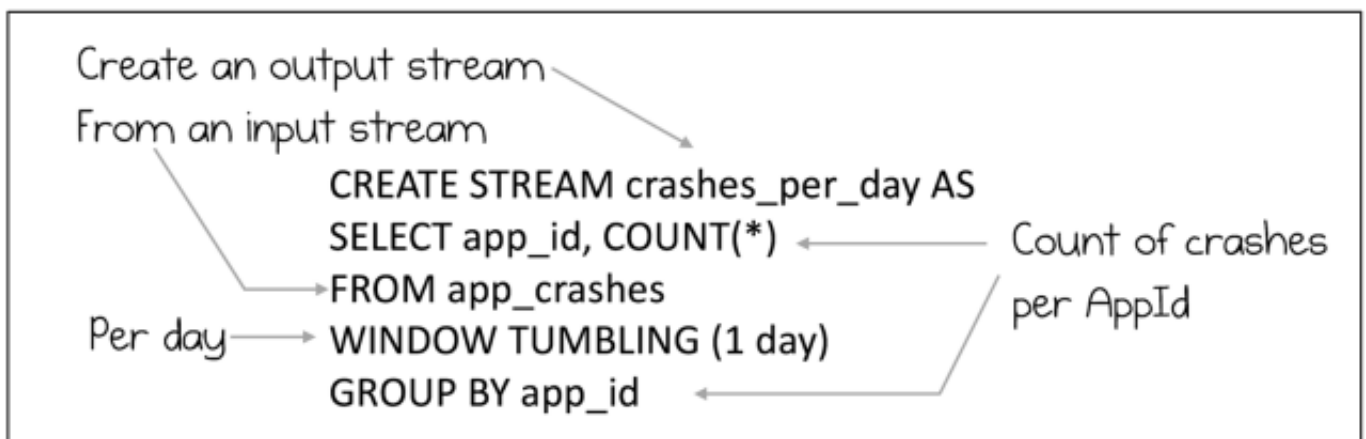 Create an output stream
From an input stream
CREATE STREAM crashes_per_day AS
SELECT app_id, COUNT(*)
Count of crashes
per AppId
FROM app_crashes
Per day
WINDOW TUMBLING (1 day)
GROUP BY app_id